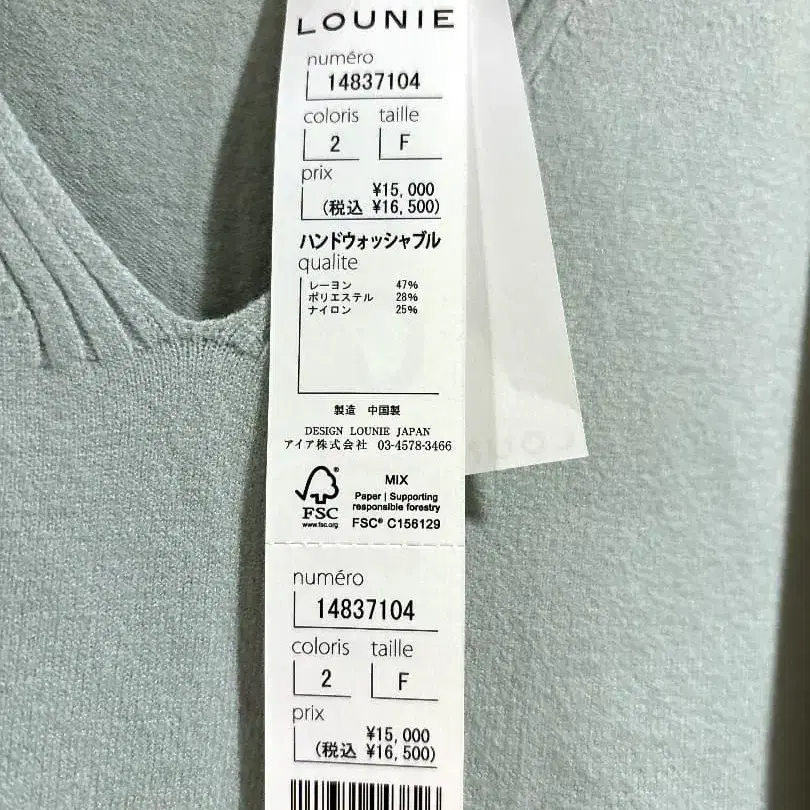 LOUNIE
numéro
14837104
coloris taille
2 F
prix
¥15,000
(税込 ¥16,500)
ハンドウォッシャブル
qualite
レーヨン 47%
ポリエステル 28%
ナイロン 25%
製造 中国製
DESIGN LOUNIE JAPAN
アイア株式会社 03-4578-3466
MIX
Paper | Supporting
responsible forestry
FSC®
www.fsc.org
FSC® C156129
numéro
14837104
coloris taille
2 F
prix
¥15,000
(税込 ¥16,500)